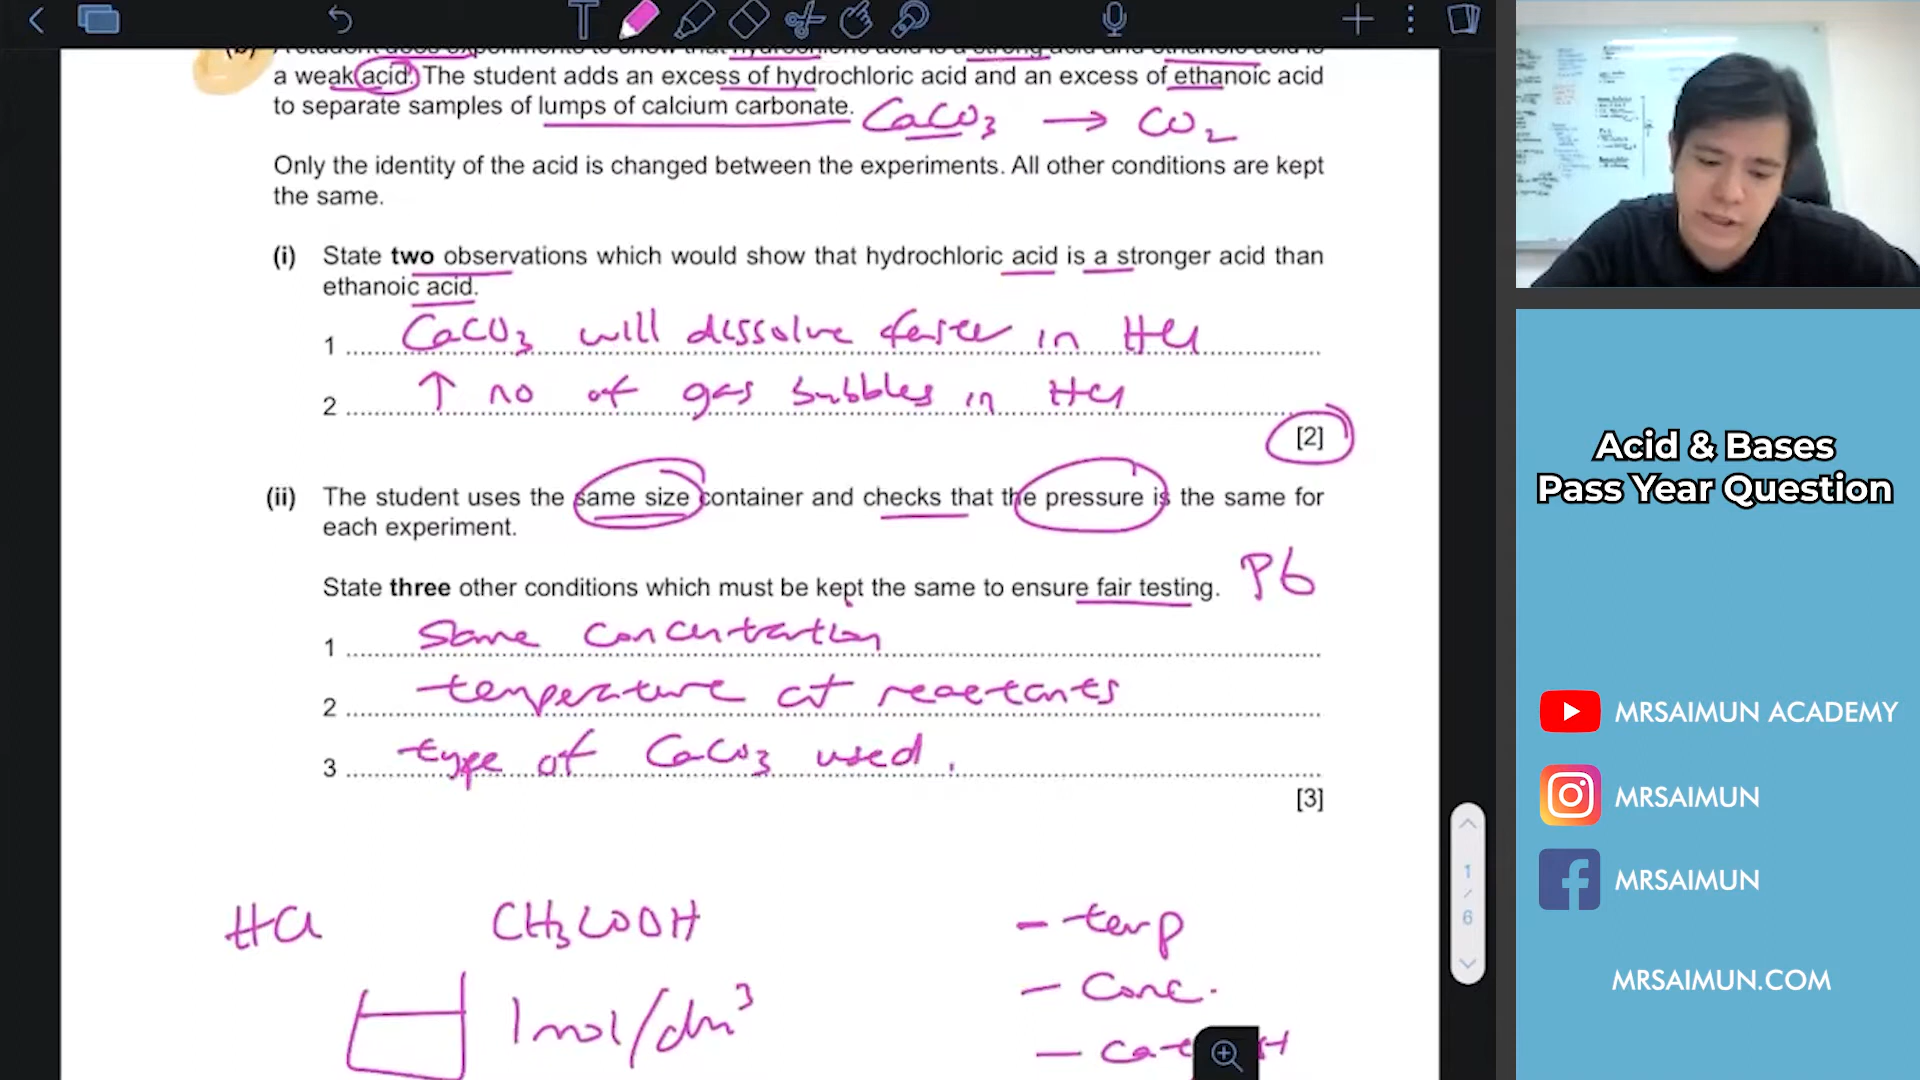 a weak acid. The student adds an excess of hydrochloric acid and an excess of ethanoic acid
to separate samples of lumps of calcium carbonate. CaCO3 → CO2
Only the identity of the acid is changed between the experiments. All other conditions are kept
the same.
(i) State two observations which would show that hydrochloric acid is a stronger acid than
ethanoic acid.
1 CaCO3 will dissolve faster in HCl
2 ↑ no of gas bubbles in HCl
[2]
(ii) The student uses the same size container and checks that the pressure is the same for
each experiment.
State three other conditions which must be kept the same to ensure fair testing. P6
1 Same concentration
2 temperature of reactants
3 type of CaCO3 used.
[3]
HCl CH3COOH - temp
1 mol/dm3 - Conc.
1 / 6
Acid & Bases
Pass Year Question
MRSAIMUN ACADEMY
MRSAIMUN
MRSAIMUN
MRSAIMUN.COM